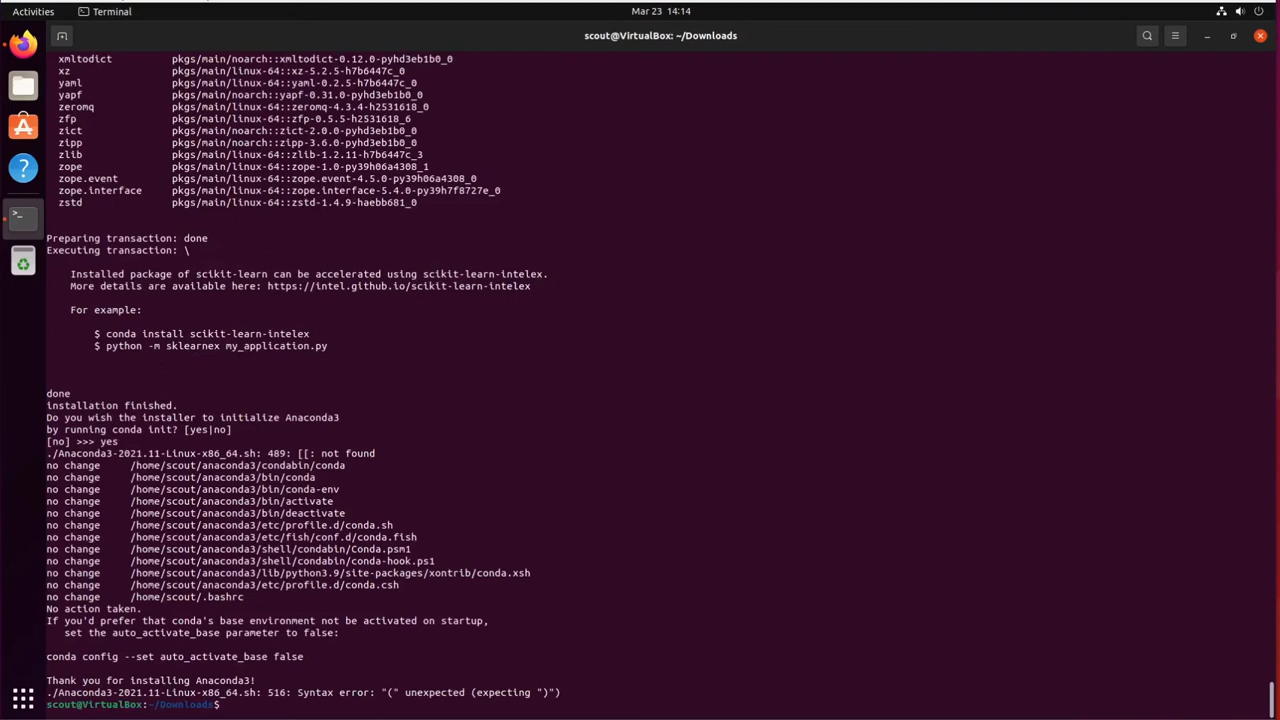 Activities
Terminal
Mar 23 14:14
scout@VirtualBox: ~/Downloads
xmltodict pkgs/main/noarch::xmltodict-0.12.0-pyhd3eb1b0_0
xz pkgs/main/linux-64::xz-5.2.5-h7b6447c_0
yaml pkgs/main/linux-64::yaml-0.2.5-h7b6447c_0
yapf pkgs/main/noarch::yapf-0.31.0-pyhd3eb1b0_0
zeromq pkgs/main/linux-64::zeromq-4.3.4-h2531618_0
zfp pkgs/main/linux-64::zfp-0.5.5-h2531618_6
zict pkgs/main/noarch::zict-2.0.0-pyhd3eb1b0_0
zipp pkgs/main/noarch::zipp-3.6.0-pyhd3eb1b0_0
zlib pkgs/main/linux-64::zlib-1.2.11-h7b6447c_3
zope pkgs/main/linux-64::zope-1.0-py39h06a4308_1
zope.event pkgs/main/linux-64::zope.event-4.5.0-py39h06a4308_0
zope.interface pkgs/main/linux-64::zope.interface-5.4.0-py39h7f8727e_0
zstd pkgs/main/linux-64::zstd-1.4.9-haebb681_0
Preparing transaction: done
Executing transaction: \
Installed package of scikit-learn can be accelerated using scikit-learn-intelex.
More details are available here: https://intel.github.io/scikit-learn-intelex
For example:
$ conda install scikit-learn-intelex
$ python -m sklearnex my_application.py
done
installation finished.
Do you wish the installer to initialize Anaconda3
by running conda init? [yes|no]
[no] >>> yes
./Anaconda3-2021.11-Linux-x86_64.sh: 489: [[: not found
no change /home/scout/anaconda3/condabin/conda
no change /home/scout/anaconda3/bin/conda
no change /home/scout/anaconda3/bin/conda-env
no change /home/scout/anaconda3/bin/activate
no change /home/scout/anaconda3/bin/deactivate
no change /home/scout/anaconda3/etc/profile.d/conda.sh
no change /home/scout/anaconda3/etc/fish/conf.d/conda.fish
no change /home/scout/anaconda3/shell/condabin/Conda.psm1
no change /home/scout/anaconda3/shell/condabin/conda-hook.ps1
no change /home/scout/anaconda3/lib/python3.9/site-packages/xontrib/conda.xsh
no change /home/scout/anaconda3/etc/profile.d/conda.csh
no change /home/scout/.bashrc
No action taken.
If you'd prefer that conda's base environment not be activated on startup,
set the auto_activate_base parameter to false:
conda config --set auto_activate_base false
Thank you for installing Anaconda3!
./Anaconda3-2021.11-Linux-x86_64.sh: 516: Syntax error: "(" unexpected (expecting ")")
scout@VirtualBox:~/Downloads$